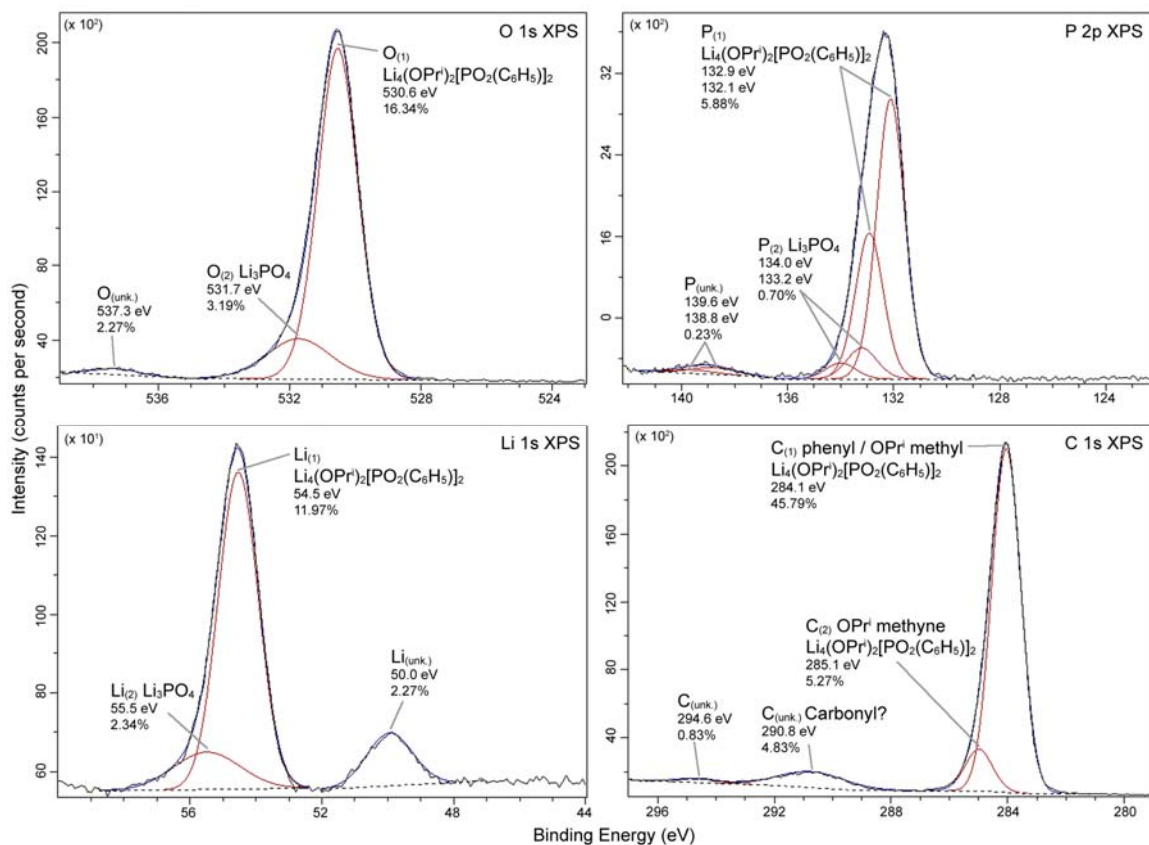 (x 10²)
O 1s XPS
200
160
120
80
40
O₍₁₎
Li₄(OPrⁱ)₂[PO₂(C₆H₅)]₂
530.6 eV
16.34%
O₍₂₎ Li₃PO₄
531.7 eV
3.19%
O₍unk.₎
537.3 eV
2.27%
536
532
528
524
(x 10²)
P 2p XPS
32
24
16
0
P₍₁₎
Li₄(OPrⁱ)₂[PO₂(C₆H₅)]₂
132.9 eV
132.1 eV
5.88%
P₍₂₎ Li₃PO₄
134.0 eV
133.2 eV
0.70%
P₍unk.₎
139.6 eV
138.8 eV
0.23%
140
136
132
128
124
Intensity (counts per second)
(x 10¹)
Li 1s XPS
140
120
100
80
60
Li₍₁₎
Li₄(OPrⁱ)₂[PO₂(C₆H₅)]₂
54.5 eV
11.97%
Li₍₂₎ Li₃PO₄
55.5 eV
2.34%
Li₍unk.₎
50.0 eV
2.27%
56
52
48
44
(x 10²)
C 1s XPS
200
160
120
80
40
C₍₁₎ phenyl / OPrⁱ methyl
Li₄(OPrⁱ)₂[PO₂(C₆H₅)]₂
284.1 eV
45.79%
C₍₂₎ OPrⁱ methyne
Li₄(OPrⁱ)₂[PO₂(C₆H₅)]₂
285.1 eV
5.27%
C₍unk.₎
294.6 eV
0.83%
C₍unk.₎ Carbonyl?
290.8 eV
4.83%
296
292
288
284
280
Binding Energy (eV)